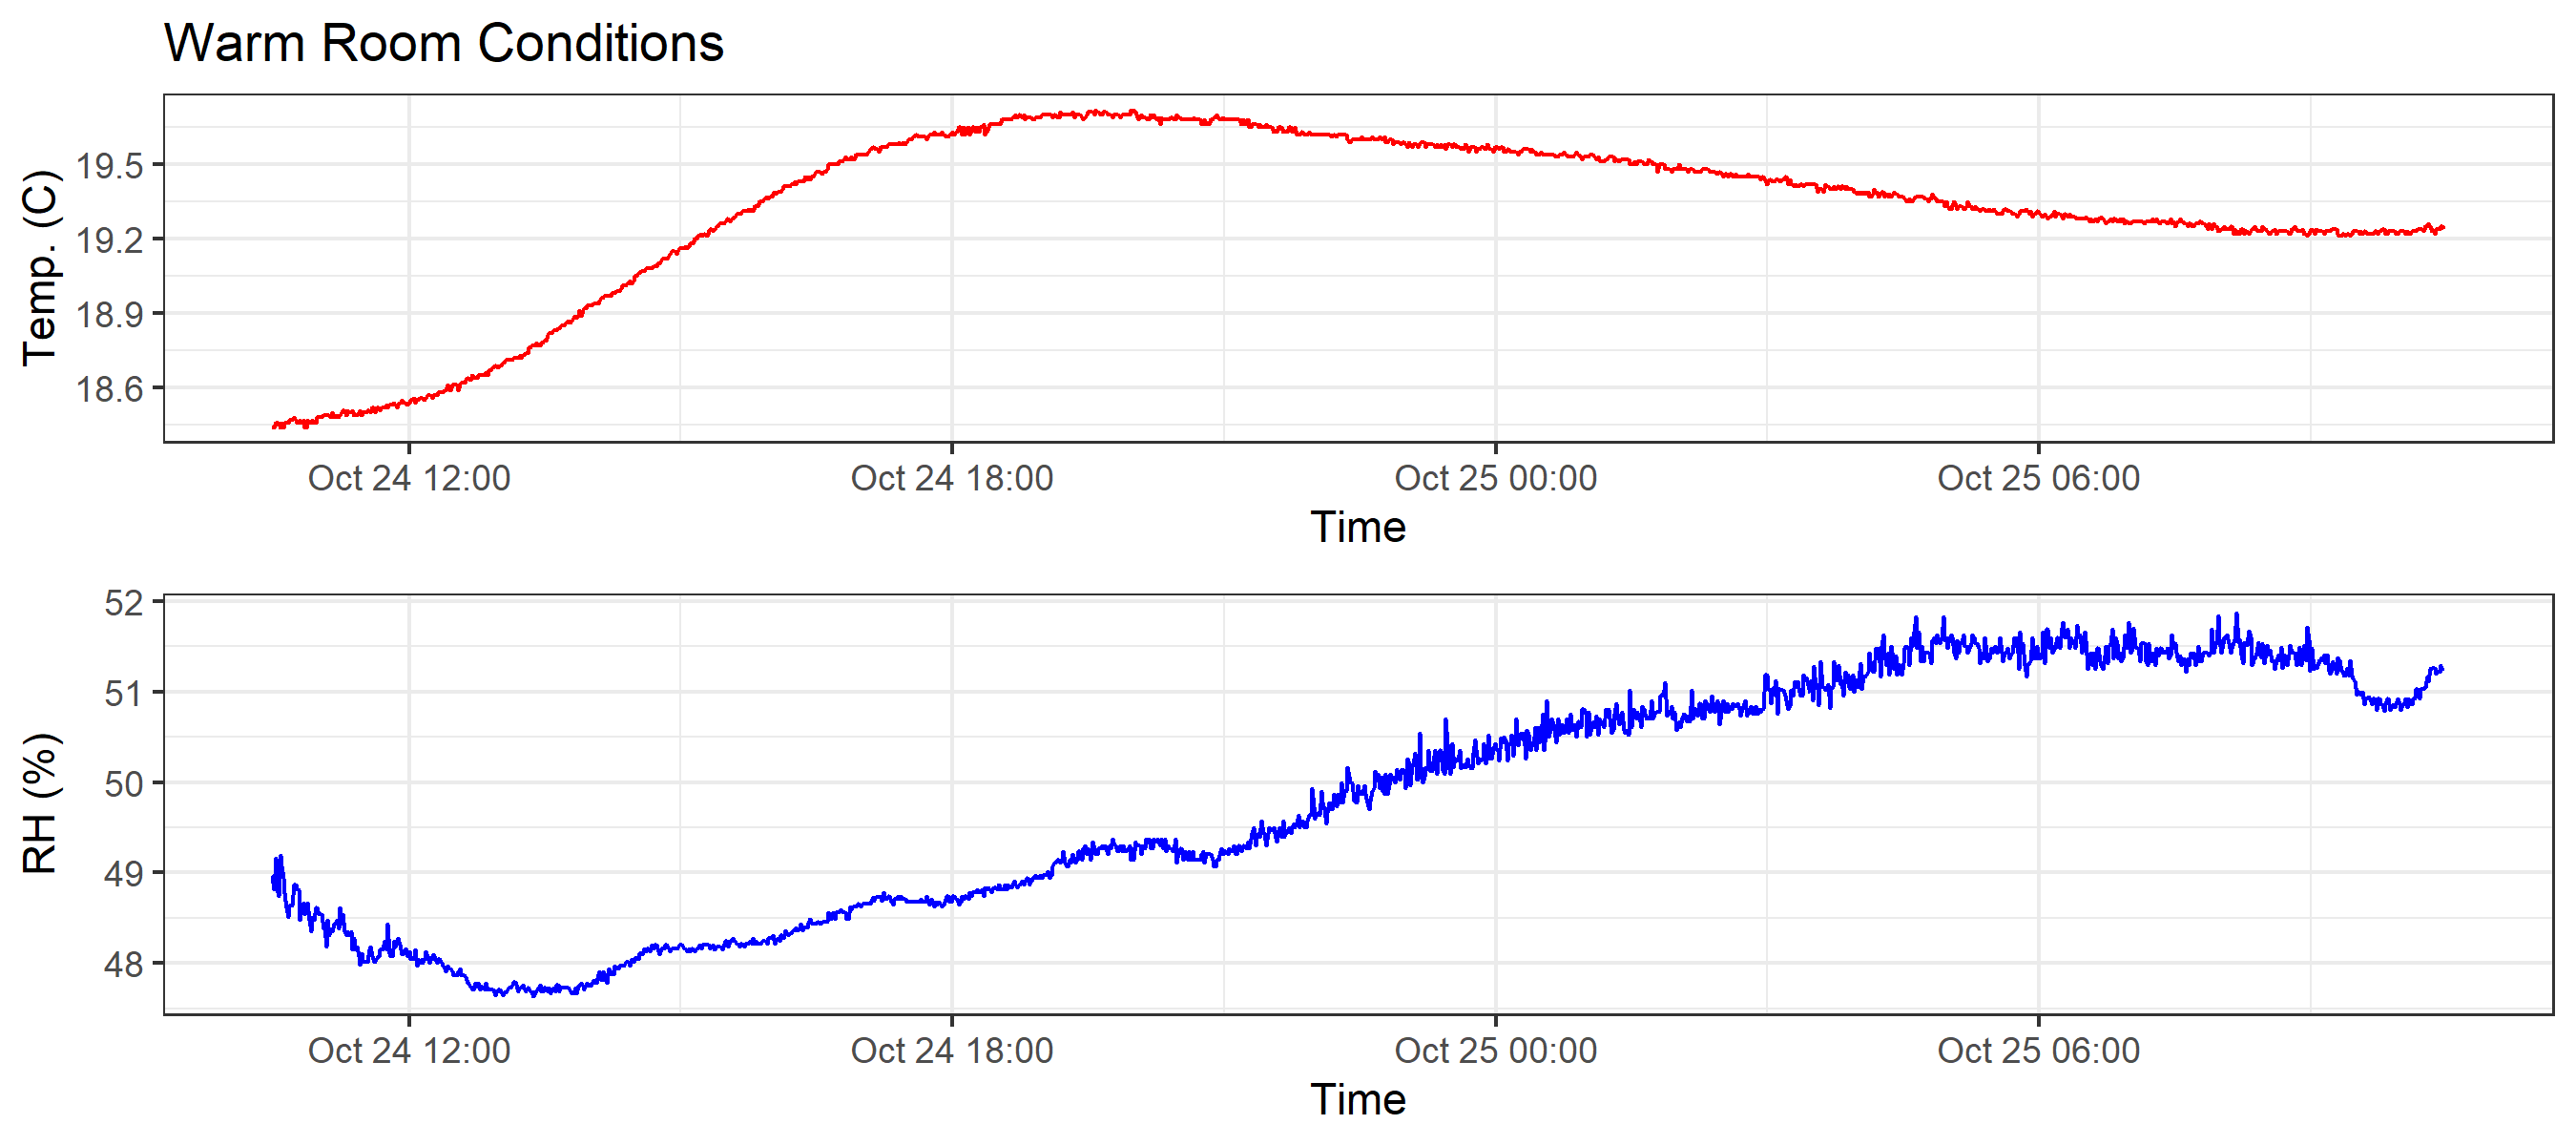 Warm Room Conditions
Temp. (C)
19.5
19.2
18.9
18.6
Oct 24 12:00 Oct 24 18:00 Oct 25 00:00 Oct 25 06:00
Time
RH (%)
52
51
50
49
48
Oct 24 12:00 Oct 24 18:00 Oct 25 00:00 Oct 25 06:00
Time